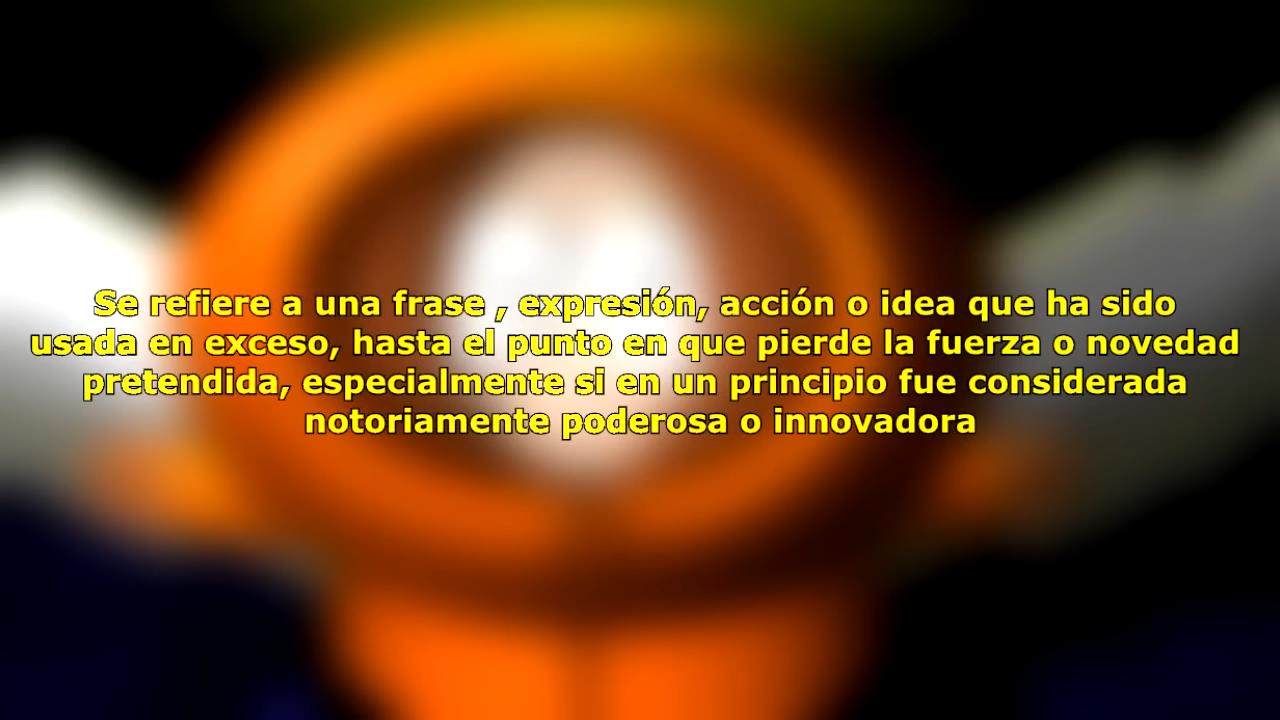 Se refiere a una frase , expresión, acción o idea que ha sido
usada en exceso, hasta el punto en que pierde la fuerza o novedad
pretendida, especialmente si en un principio fue considerada
notoriamente poderosa o innovadora